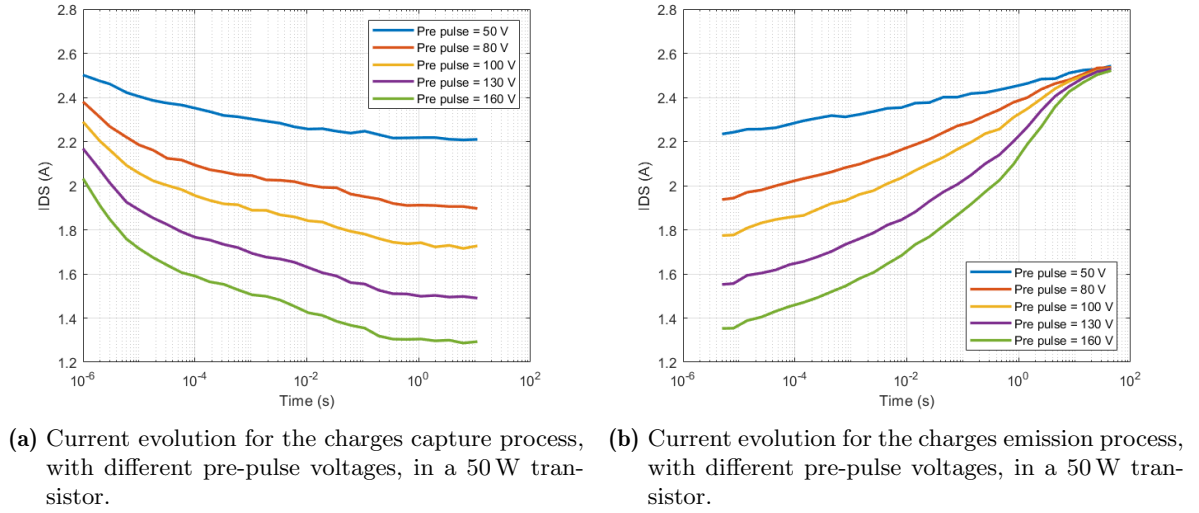 2.8
2.6
2.4
2.2
2
1.8
1.6
1.4
1.2
IDS (A)
10^-6
10^-4
10^-2
10^0
10^2
Time (s)
Pre pulse = 50 V
Pre pulse = 80 V
Pre pulse = 100 V
Pre pulse = 130 V
Pre pulse = 160 V
(a) Current evolution for the charges capture process,
with different pre-pulse voltages, in a 50 W tran-
sistor.
2.8
2.6
2.4
2.2
2
1.8
1.6
1.4
1.2
IDS (A)
10^-6
10^-4
10^-2
10^0
10^2
Time (s)
Pre pulse = 50 V
Pre pulse = 80 V
Pre pulse = 100 V
Pre pulse = 130 V
Pre pulse = 160 V
(b) Current evolution for the charges emission process,
with different pre-pulse voltages, in a 50 W tran-
sistor.